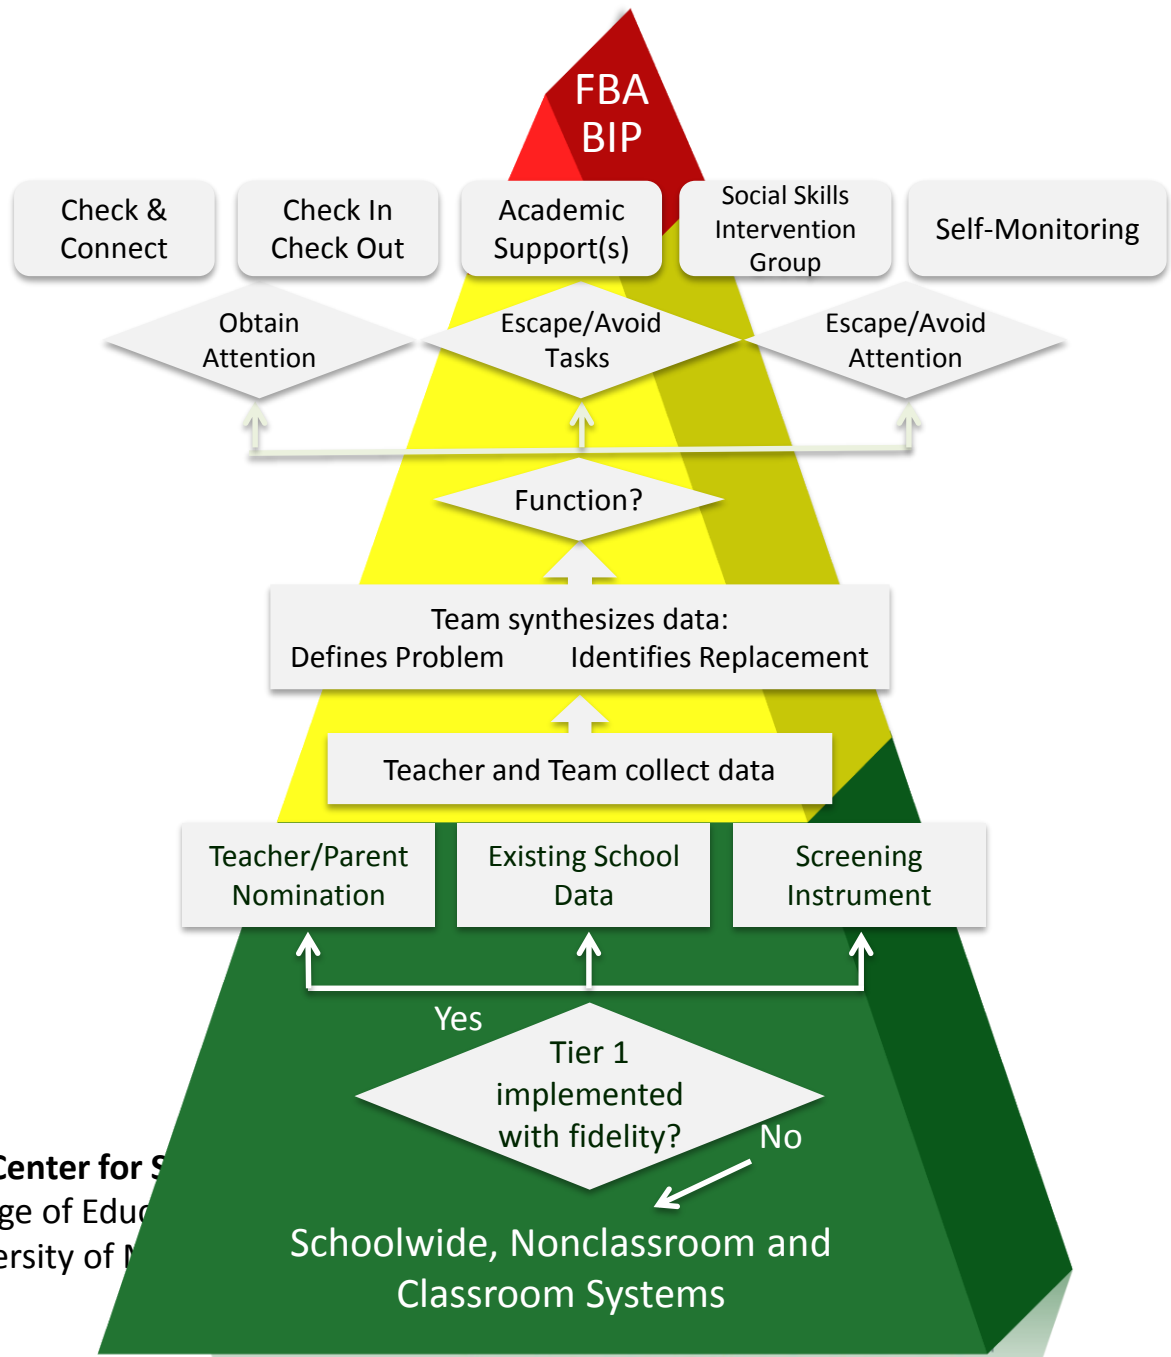 FBA
BIP
Check &
Connect
Check In
Check Out
Academic
Support(s)
Social Skills
Intervention
Group
Self-Monitoring
Obtain
Attention
Escape/Avoid
Tasks
Escape/Avoid
Attention
Function?
Team synthesizes data:
Defines Problem Identifies Replacement
Teacher and Team collect data
Teacher/Parent
Nomination
Existing School
Data
Screening
Instrument
Yes
Tier 1
implemented
with fidelity?
No
Center for
of
of
Schoolwide, Nonclassroom and
Classroom Systems